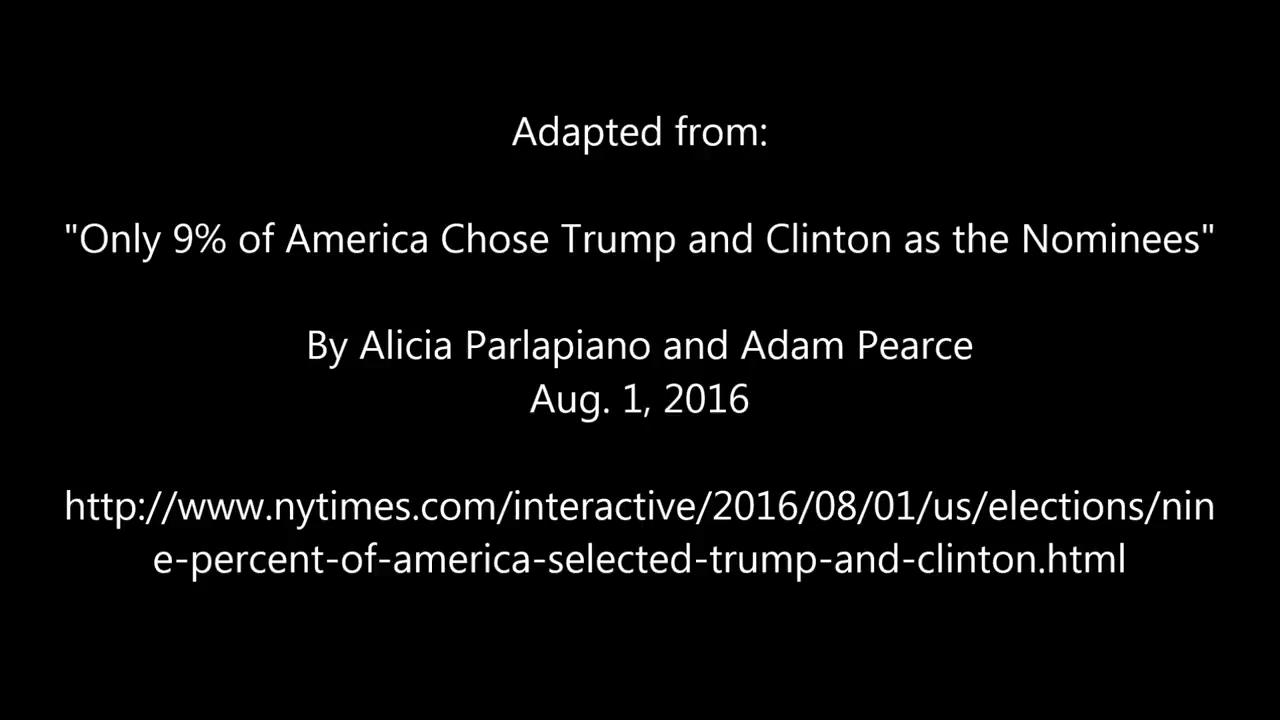 Adapted from:
"Only 9% of America Chose Trump and Clinton as the Nominees"
By Alicia Parlapiano and Adam Pearce
Aug. 1, 2016
http://www.nytimes.com/interactive/2016/08/01/us/elections/nin
e-percent-of-america-selected-trump-and-clinton.html